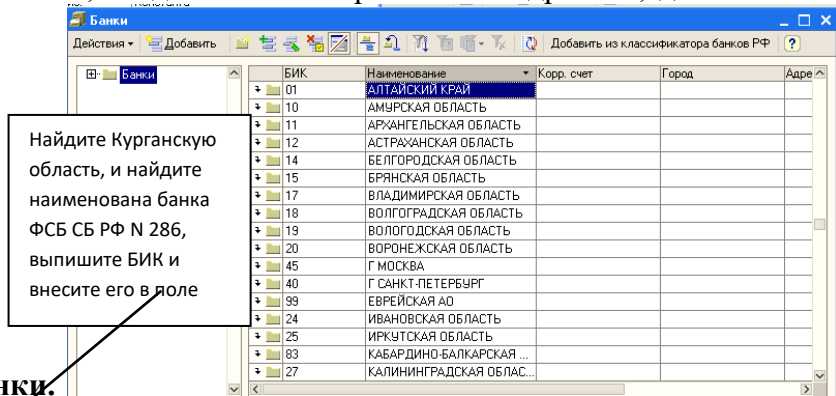 Банки
Действия Добавить Добавить из классификатора банков РФ ?
Банки
БИК Наименование Корр. счет Город Адре
01 АЛТАЙСКИЙ КРАЙ
10 АМУРСКАЯ ОБЛАСТЬ
11 АРХАНГЕЛЬСКАЯ ОБЛАСТЬ
12 АСТРАХАНСКАЯ ОБЛАСТЬ
14 БЕЛГОРОДСКАЯ ОБЛАСТЬ
15 БРЯНСКАЯ ОБЛАСТЬ
17 ВЛАДИМИРСКАЯ ОБЛАСТЬ
18 ВОЛГОГРАДСКАЯ ОБЛАСТЬ
19 ВОЛОГОДСКАЯ ОБЛАСТЬ
20 ВОРОНЕЖСКАЯ ОБЛАСТЬ
45 Г МОСКВА
40 Г САНКТ-ПЕТЕРБУРГ
99 ЕВРЕЙСКАЯ АО
24 ИВАНОВСКАЯ ОБЛАСТЬ
25 ИРКУТСКАЯ ОБЛАСТЬ
83 КАБАРДИНО-БАЛКАРСКАЯ ...
27 КАЛИНИНГРАДСКАЯ ОБЛАС...
Найдите Курганскую
область, и найдите
наименована банка
ФСБ СБ РФ N 286,
выпишите БИК и
внесите его в поле
нки.